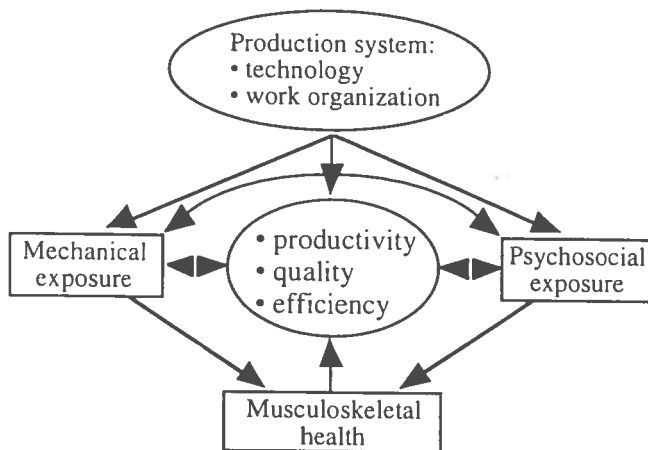 Production system:
• technology
• work organization
Mechanical
exposure
• productivity
• quality
• efficiency
Psychosocial
exposure
Musculoskeletal
health